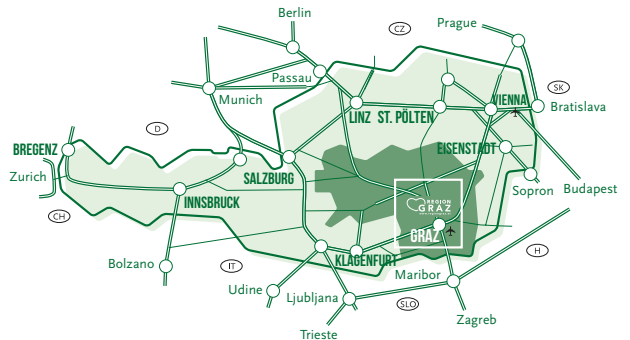 Berlin
Prague
CZ
Passau
SK
Munich
VIENNA
Bratislava
LINZ
ST. PÖLTEN
D
BREGENZ
EISENSTADT
Zurich
SALZBURG
Sopron
Budapest
INNSBRUCK
REGION
GRAZ
CH
GRAZ
H
KLAGENFURT
Bolzano
IT
Maribor
Udine
Ljubljana
SLO
Zagreb
Trieste